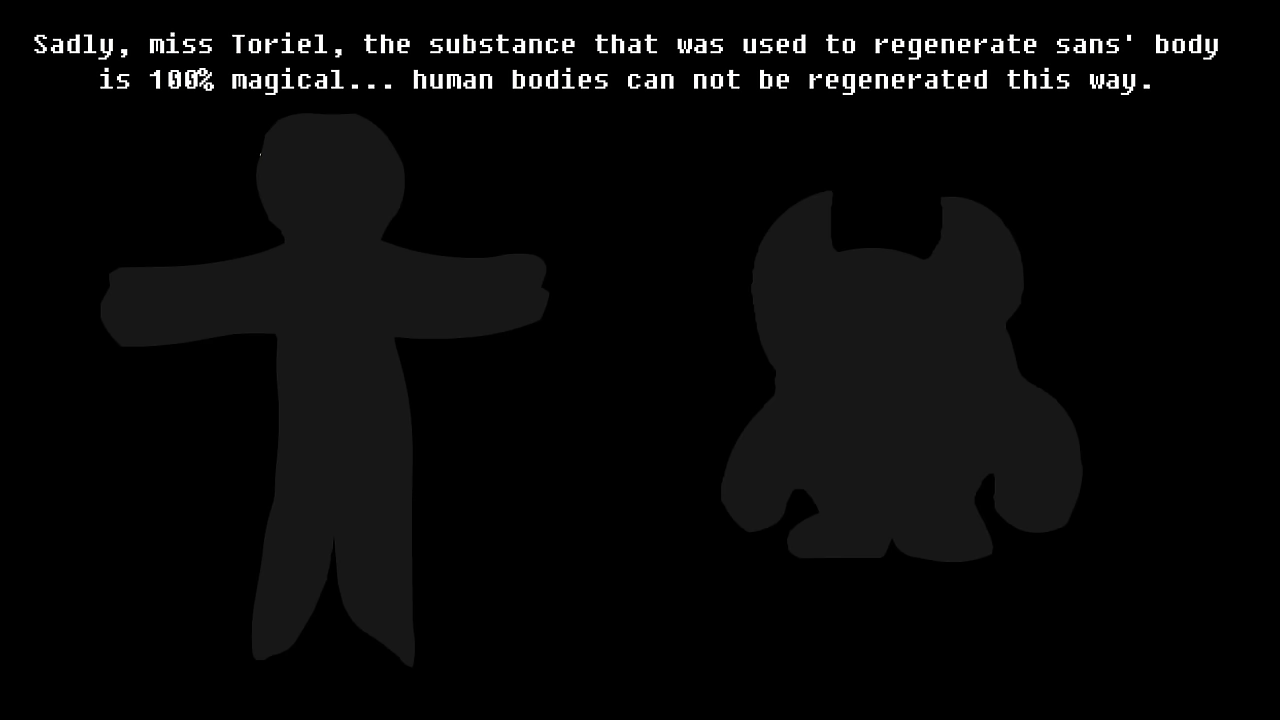 Sadly, miss Toriel, the substance that was used to regenerate sans' body
is 100% magical... human bodies can not be regenerated this way.